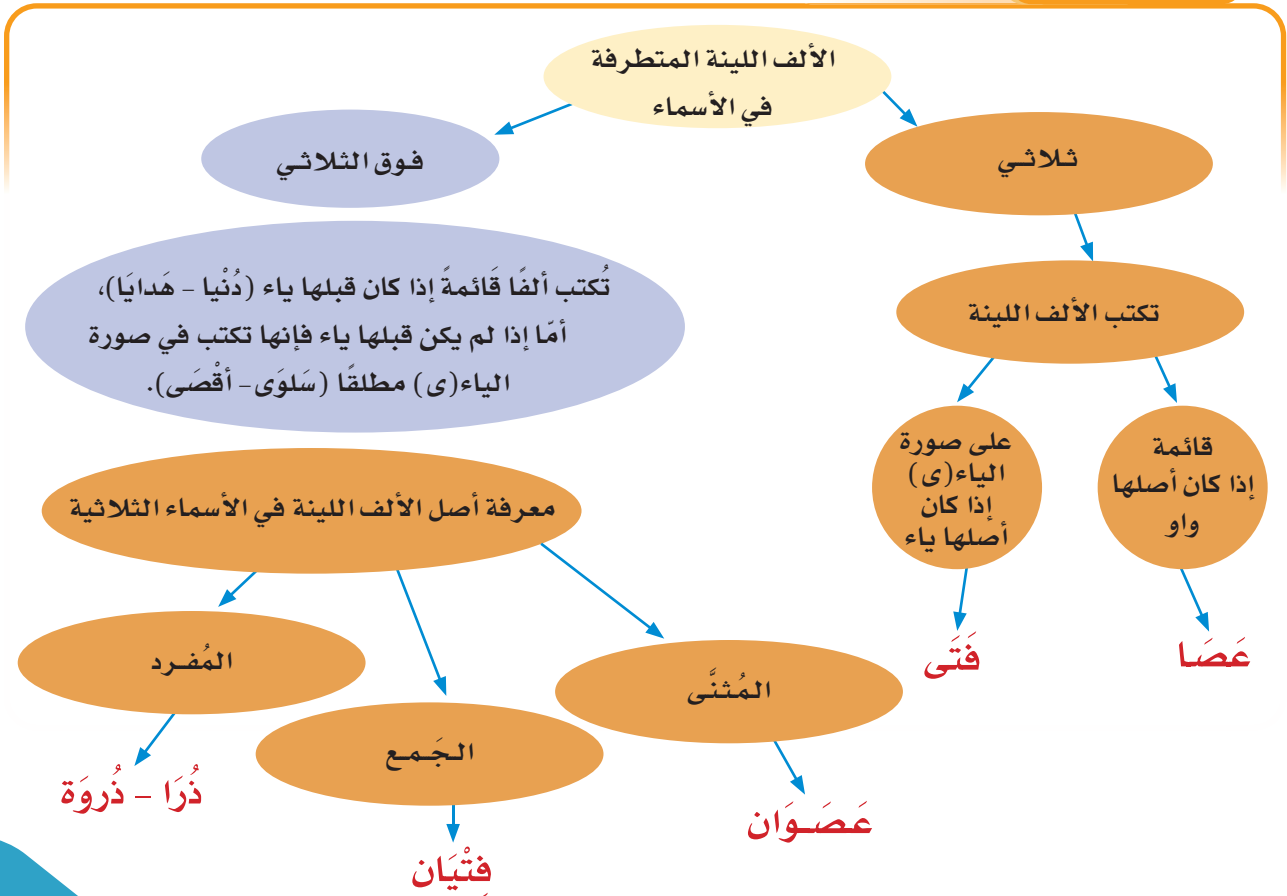 الألف اللينة المتطرفة
في الأسماء
ثلاثي
فوق الثلاثي
تُكتب ألفًا قَائمةً إذا كان قبلها ياء (دُنْيا - هَدايَا)،
أمّا إذا لم يكن قبلها ياء فإنها تكتب في صورة
الياء(ى) مطلقًا (سَلوَى- أقْصَى).
تكتب الألف اللينة
قائمة
إذا كان أصلها
واو
على صورة
الياء(ى)
إذا كان
أصلها ياء
عَصَا
فَتَى
معرفة أصل الألف اللينة في الأسماء الثلاثية
المُثنَّى
الجَمع
المُفرد
عَصَوَان
فِتْيَان
ذُرَا - ذُروَة